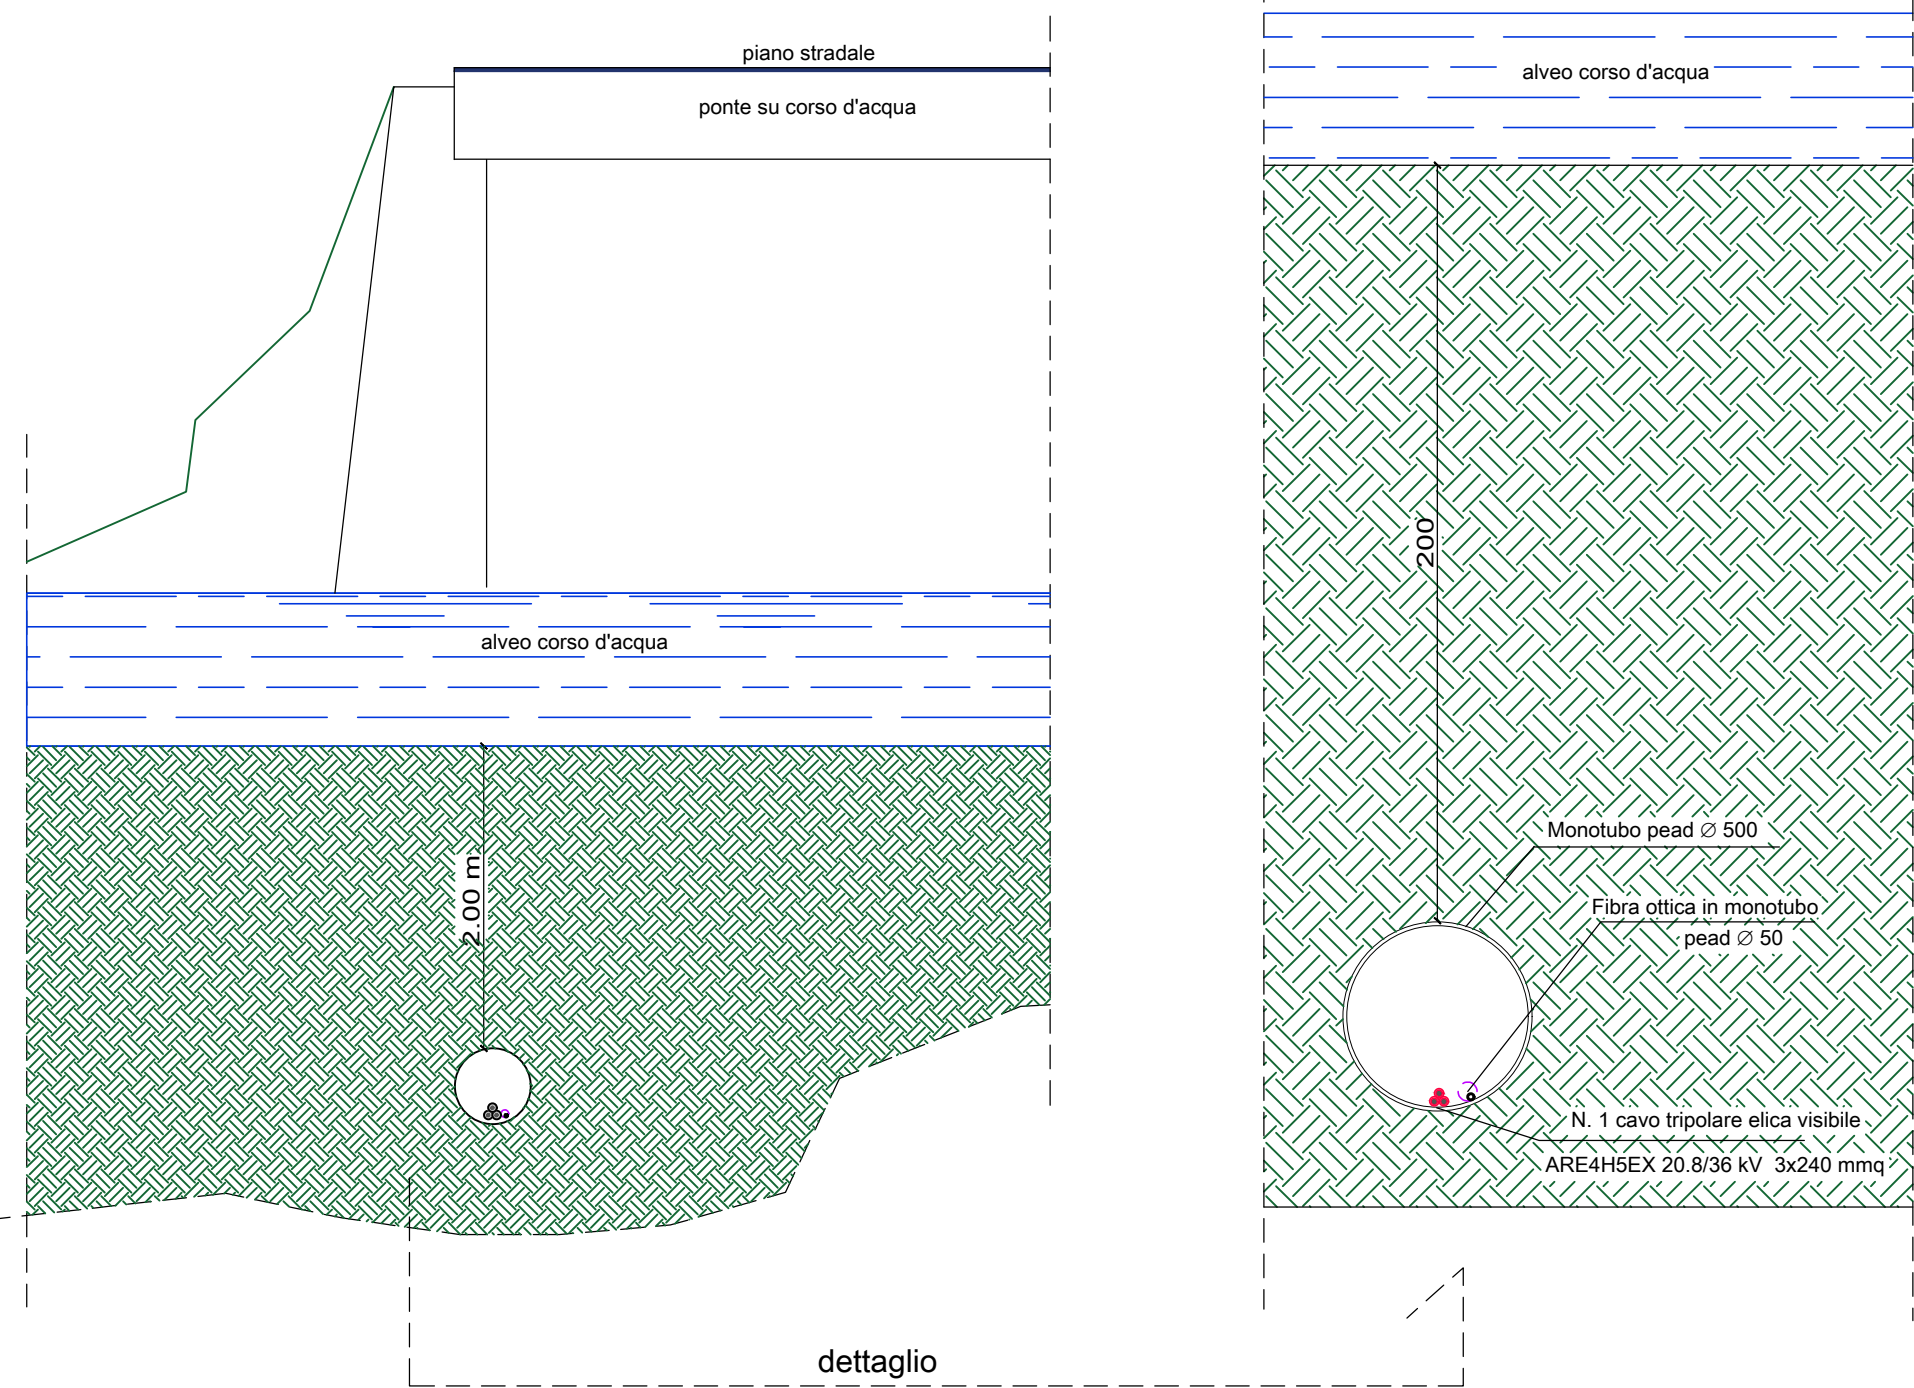 piano stradale
ponte su corso d'acqua
alveo corso d'acqua
2.00 m
alveo corso d'acqua
200
Monotubo pead ∅ 500
Fibra ottica in monotubo
pead ∅ 50
N. 1 cavo tripolare elica visibile
ARE4H5EX 20.8/36 kV 3x240 mmq
dettaglio